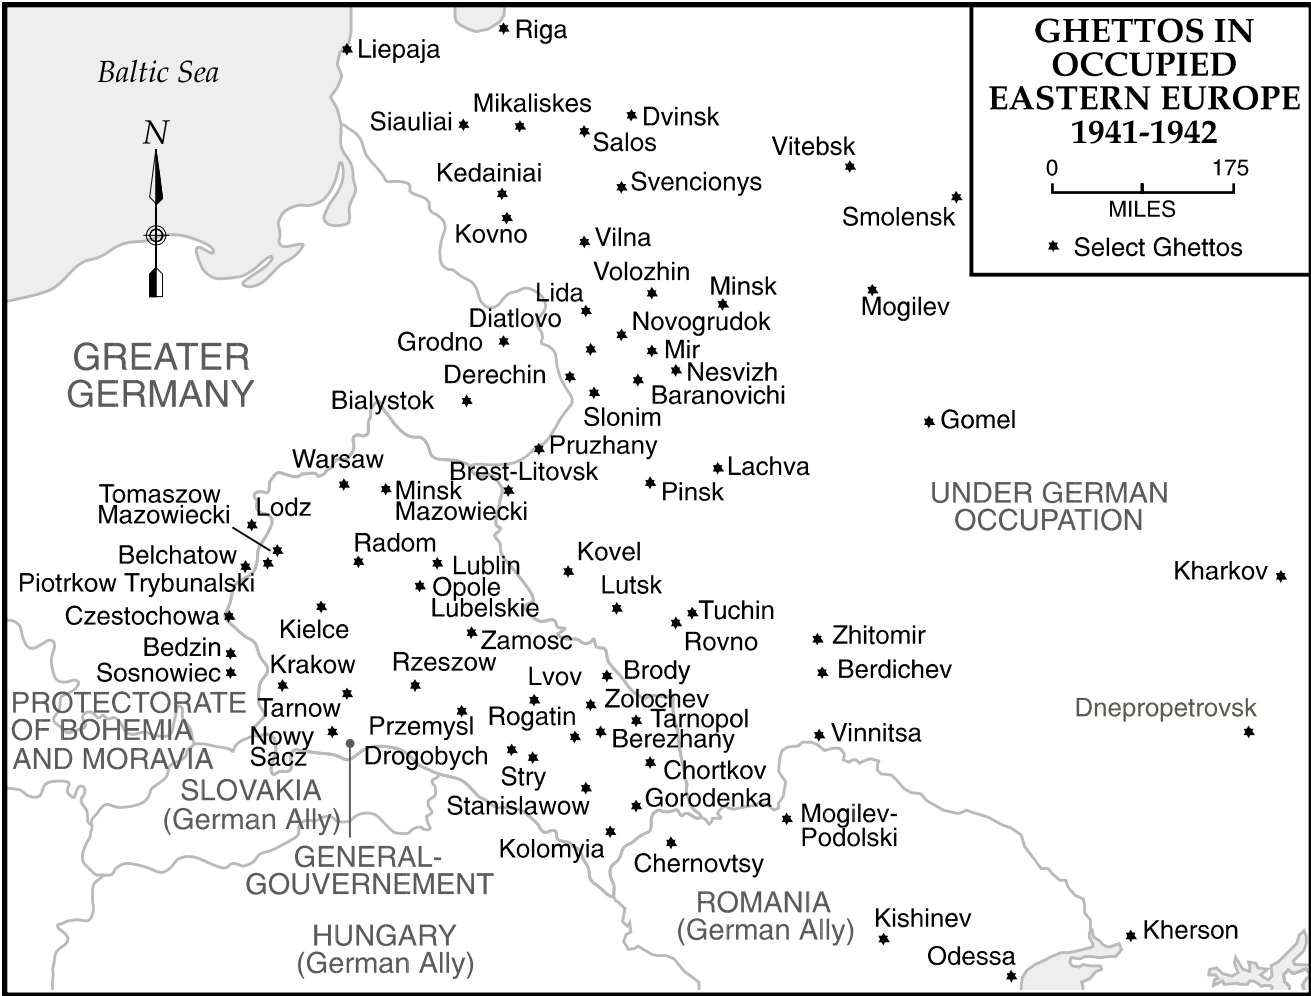 GHETTOS IN
OCCUPIED
EASTERN EUROPE
1941-1942
0 175
MILES
Select Ghettos
Baltic Sea
N
Riga
Liepaja
Mikaliskes
Siauliai
Dvinsk
Salos
Vitebsk
Kedainiai
Svencionys
Smolensk
Kovno
Vilna
Volozhin
Minsk
Lida
Mogilev
Diatlovo
Novogrudok
Grodno
Mir
GREATER
GERMANY
Derechin
Nesvizh
Baranovichi
Bialystok
Slonim
Gomel
Pruzhany
Warsaw
Brest-Litovsk
Lachva
Minsk
Mazowiecki
Pinsk
UNDER GERMAN
OCCUPATION
Tomaszow
Mazowiecki
Lodz
Radom
Belchatow
Lublin
Kovel
Kharkov
Piotrkow Trybunalski
Opole
Lubelskie
Lutsk
Czestochowa
Tuchin
Kielce
Rovno
Zhitomir
Bedzin
Zamosc
Krakow
Rzeszow
Sosnowiec
Lvov
Brody
Berdichev
PROTECTORATE
OF BOHEMIA
AND MORAVIA
Tarnow
Zolochev
Dnepropetrovsk
Przemysl
Rogatin
Tarnopol
Nowy
Sacz
Berezhany
Vinnitsa
Drogobych
Stry
Chortkov
SLOVAKIA
(German Ally)
Stanislawow
Gorodenka
Mogilev-
Podolski
Kolomyia
GENERAL-
GOUVERNEMENT
Chernovtsy
ROMANIA
(German Ally)
Kishinev
HUNGARY
(German Ally)
Kherson
Odessa